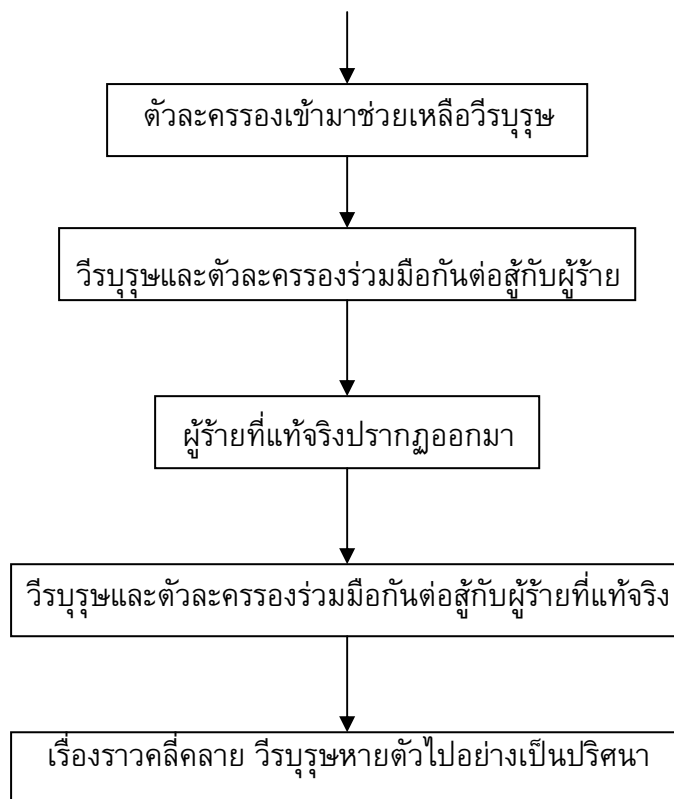 ตัวละครรองเข้ามาช่วยเหลือวีรบุรุษ
วีรบุรุษและตัวละครรองร่วมมือกันต่อสู้กับผู้ร้าย
ผู้ร้ายที่แท้จริงปรากฏออกมา
วีรบุรุษและตัวละครรองร่วมมือกันต่อสู้กับผู้ร้ายที่แท้จริง
เรื่องราวคลี่คลาย วีรบุรุษหายตัวไปอย่างเป็นปริศนา